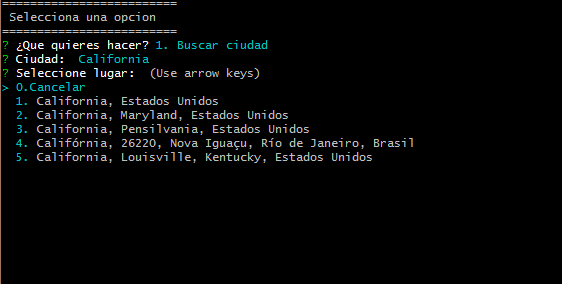 =========================
Selecciona una opcion
=========================
? ¿Que quieres hacer? 1. Buscar ciudad
? Ciudad:  California
? Seleccione lugar:  (Use arrow keys)
> 0.Cancelar
1. California, Estados Unidos
2. California, Maryland, Estados Unidos
3. California, Pensilvania, Estados Unidos
4. Califórnia, 26220, Nova Iguaçu, Río de Janeiro, Brasil
5. California, Louisville, Kentucky, Estados Unidos